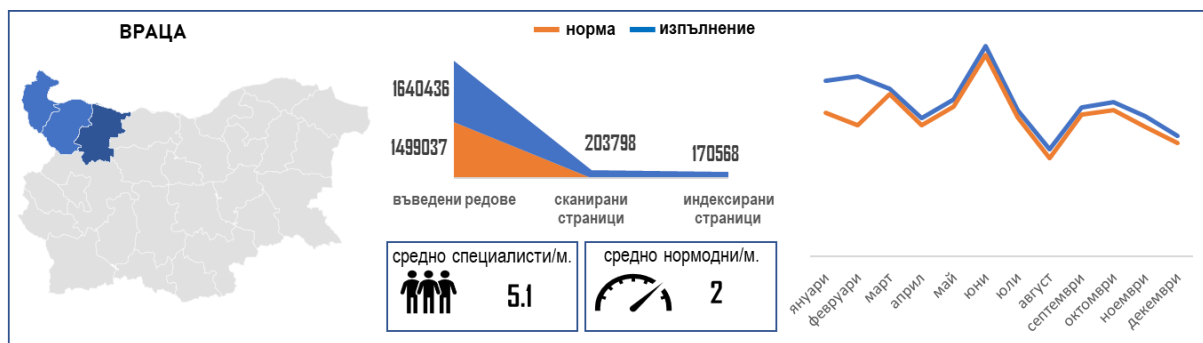 ВРАЦА
норма
изпълнение
1640436
1499037
203798
170568
въведени редове
сканирани
страници
индексирани
страници
средно специалисти/м.
5.1
средно нормодни/м.
2
януари
февруари
март
април
май
юни
юли
август
септември
октомври
ноември
декември